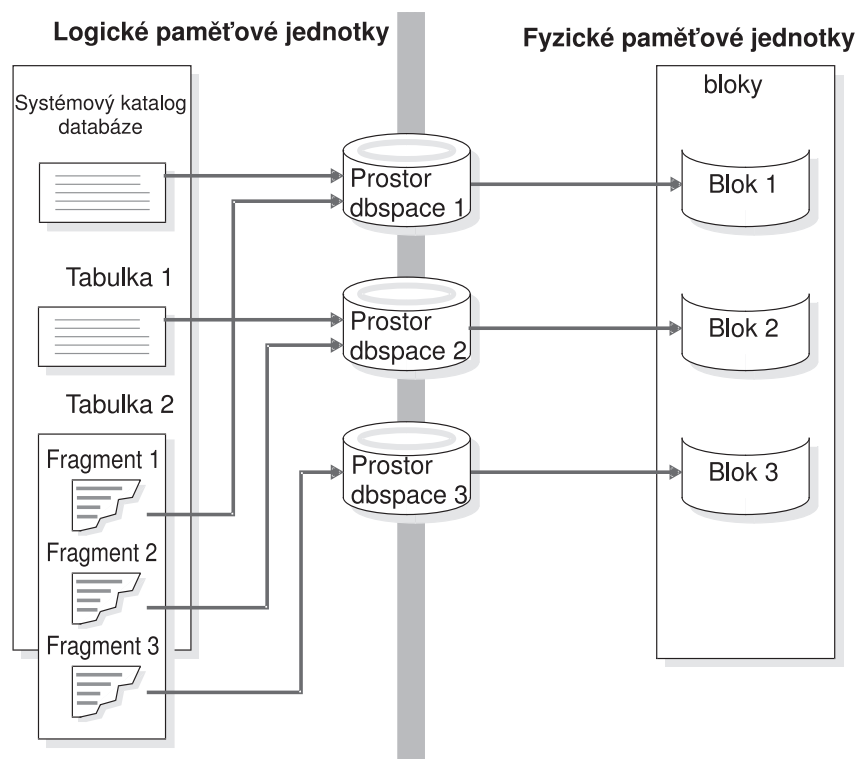 Logické paměťové jednotky
Fyzické paměťové jednotky
Systémový katalog
databáze
Tabulka 1
Tabulka 2
Fragment 1
Fragment 2
Fragment 3
Prostor
dbspace 1
Prostor
dbspace 2
Prostor
dbspace 3
bloky
Blok 1
Blok 2
Blok 3